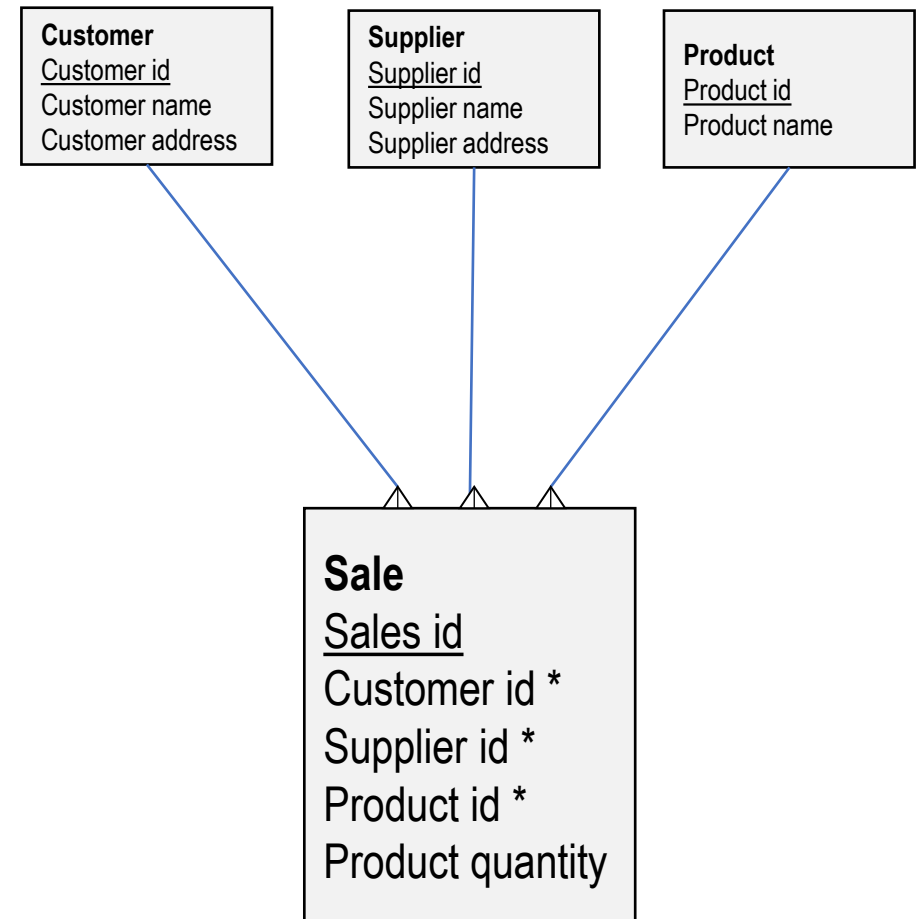 Customer
Customer id
Customer name
Customer address
Supplier
Supplier id
Supplier name
Supplier address
Product
Product id
Product name
Sale
Sales id
Customer id *
Supplier id *
Product id *
Product quantity